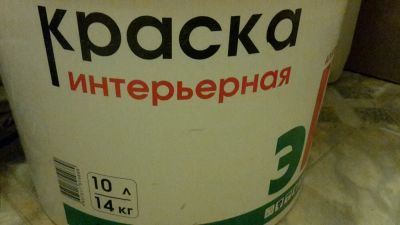 Краска
интерьерная
10 л
14 кг
Э